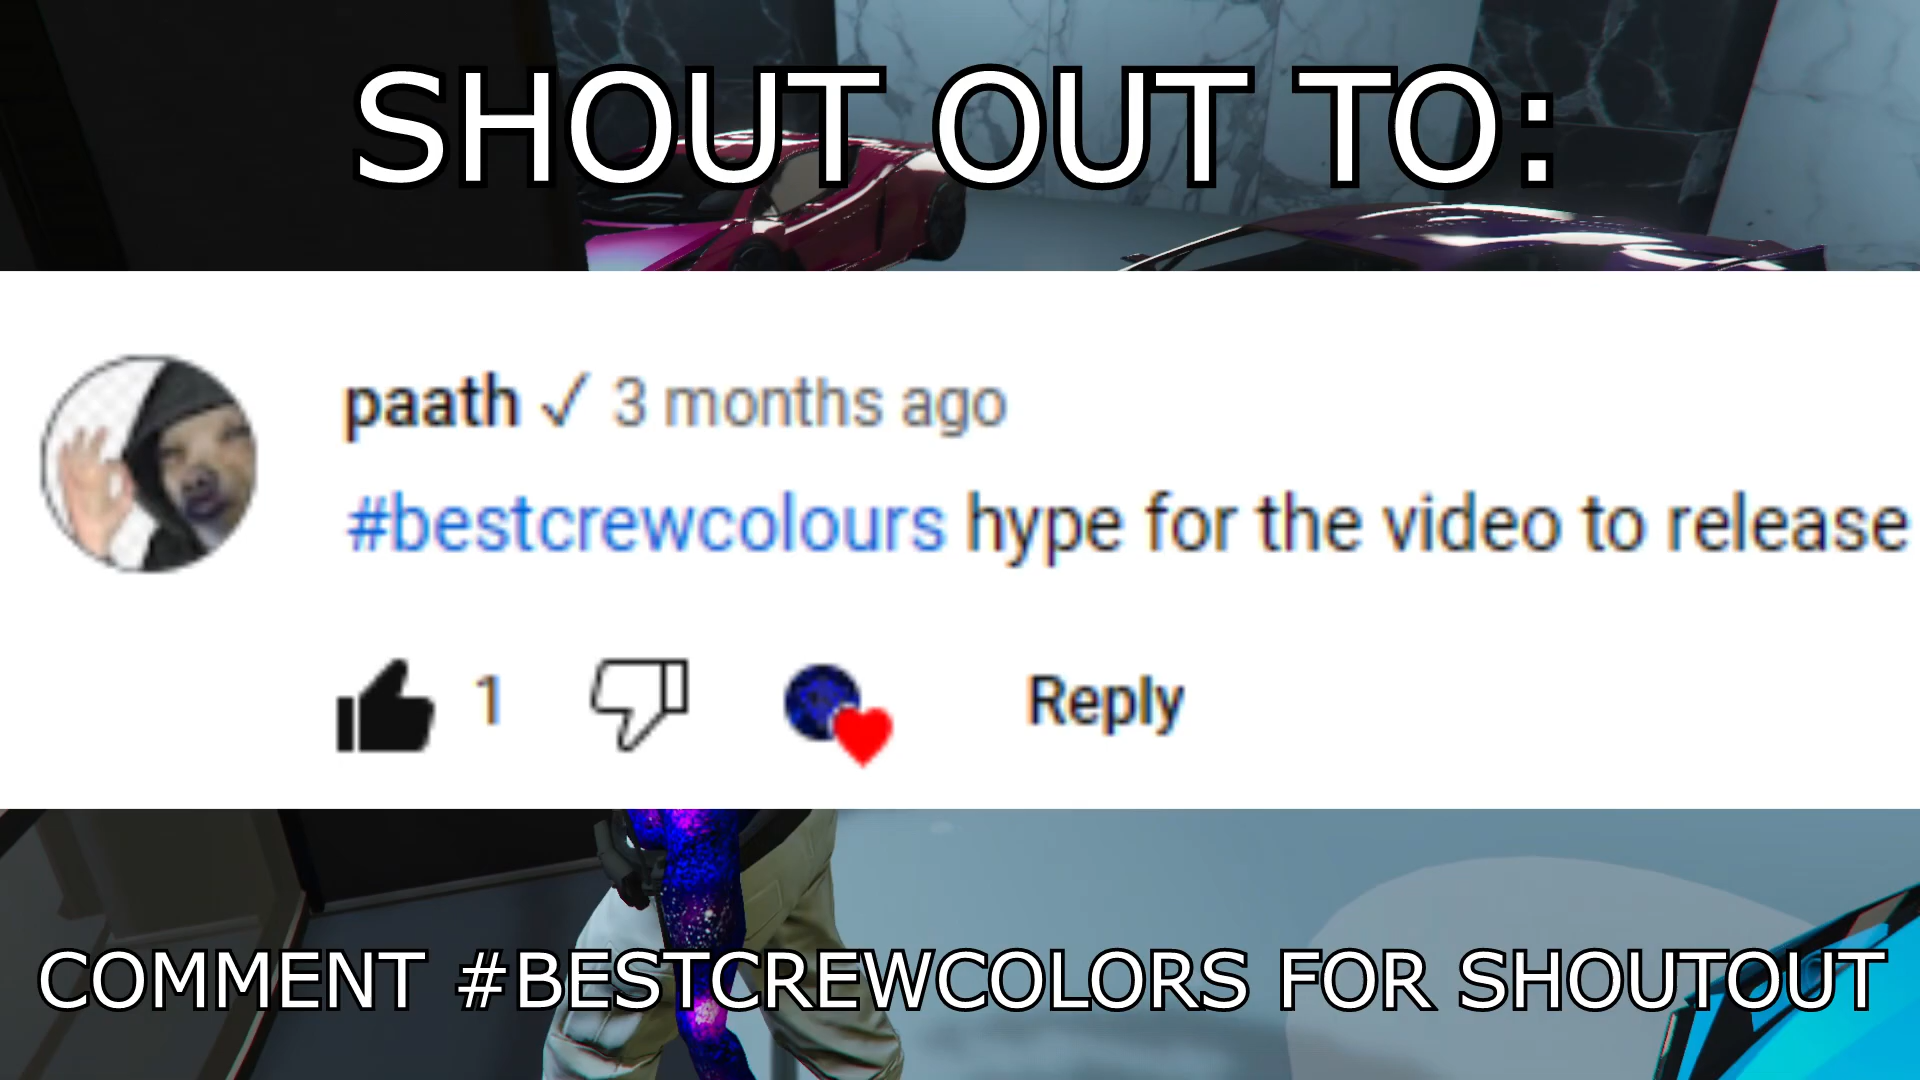 SHOUT OUT TO:
paath ✓ 3 months ago
#bestcrewcolours hype for the video to release
1
Reply
COMMENT #BESTCREWCOLORS FOR SHOUTOUT